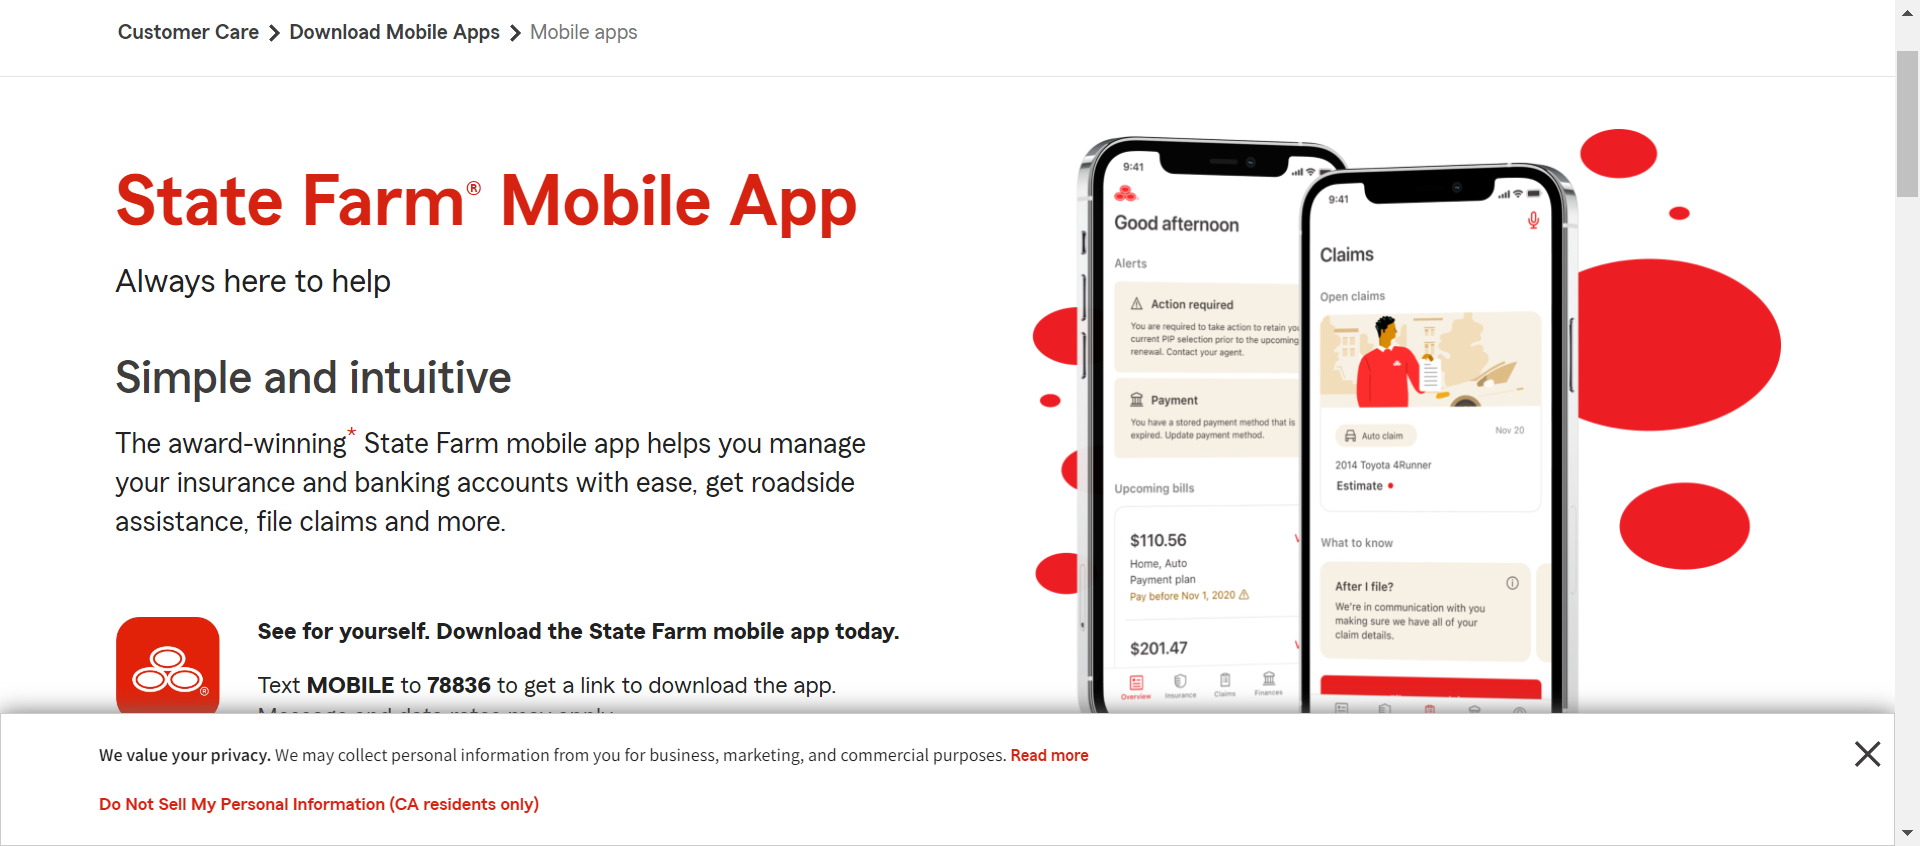 Customer Care > Download Mobile Apps > Mobile apps
State Farm® Mobile App
Always here to help
Simple and intuitive
The award-winning* State Farm mobile app helps you manage
your insurance and banking accounts with ease, get roadside
assistance, file claims and more.
See for yourself. Download the State Farm mobile app today.
Text MOBILE to 78836 to get a link to download the app.
Message and data rates may apply.
9:41
Good afternoon
Alerts
Action required
You are required to take action to retain you
current PIP selection prior to the upcoming
renewal. Contact your agent.
Payment
You have a stored payment method that is
expired. Update payment method.
Upcoming bills
$110.56
Home, Auto
Payment plan
Pay before Nov 1, 2020
$201.47
Overview
Insurance
Claims
Finances
9:41
Claims
Open claims
Auto claim
Nov 20
2014 Toyota 4Runner
Estimate
What to know
After I file?
We're in communication with you
making sure we have all of your
claim details.
We value your privacy. We may collect personal information from you for business, marketing, and commercial purposes. Read more
Do Not Sell My Personal Information (CA residents only)